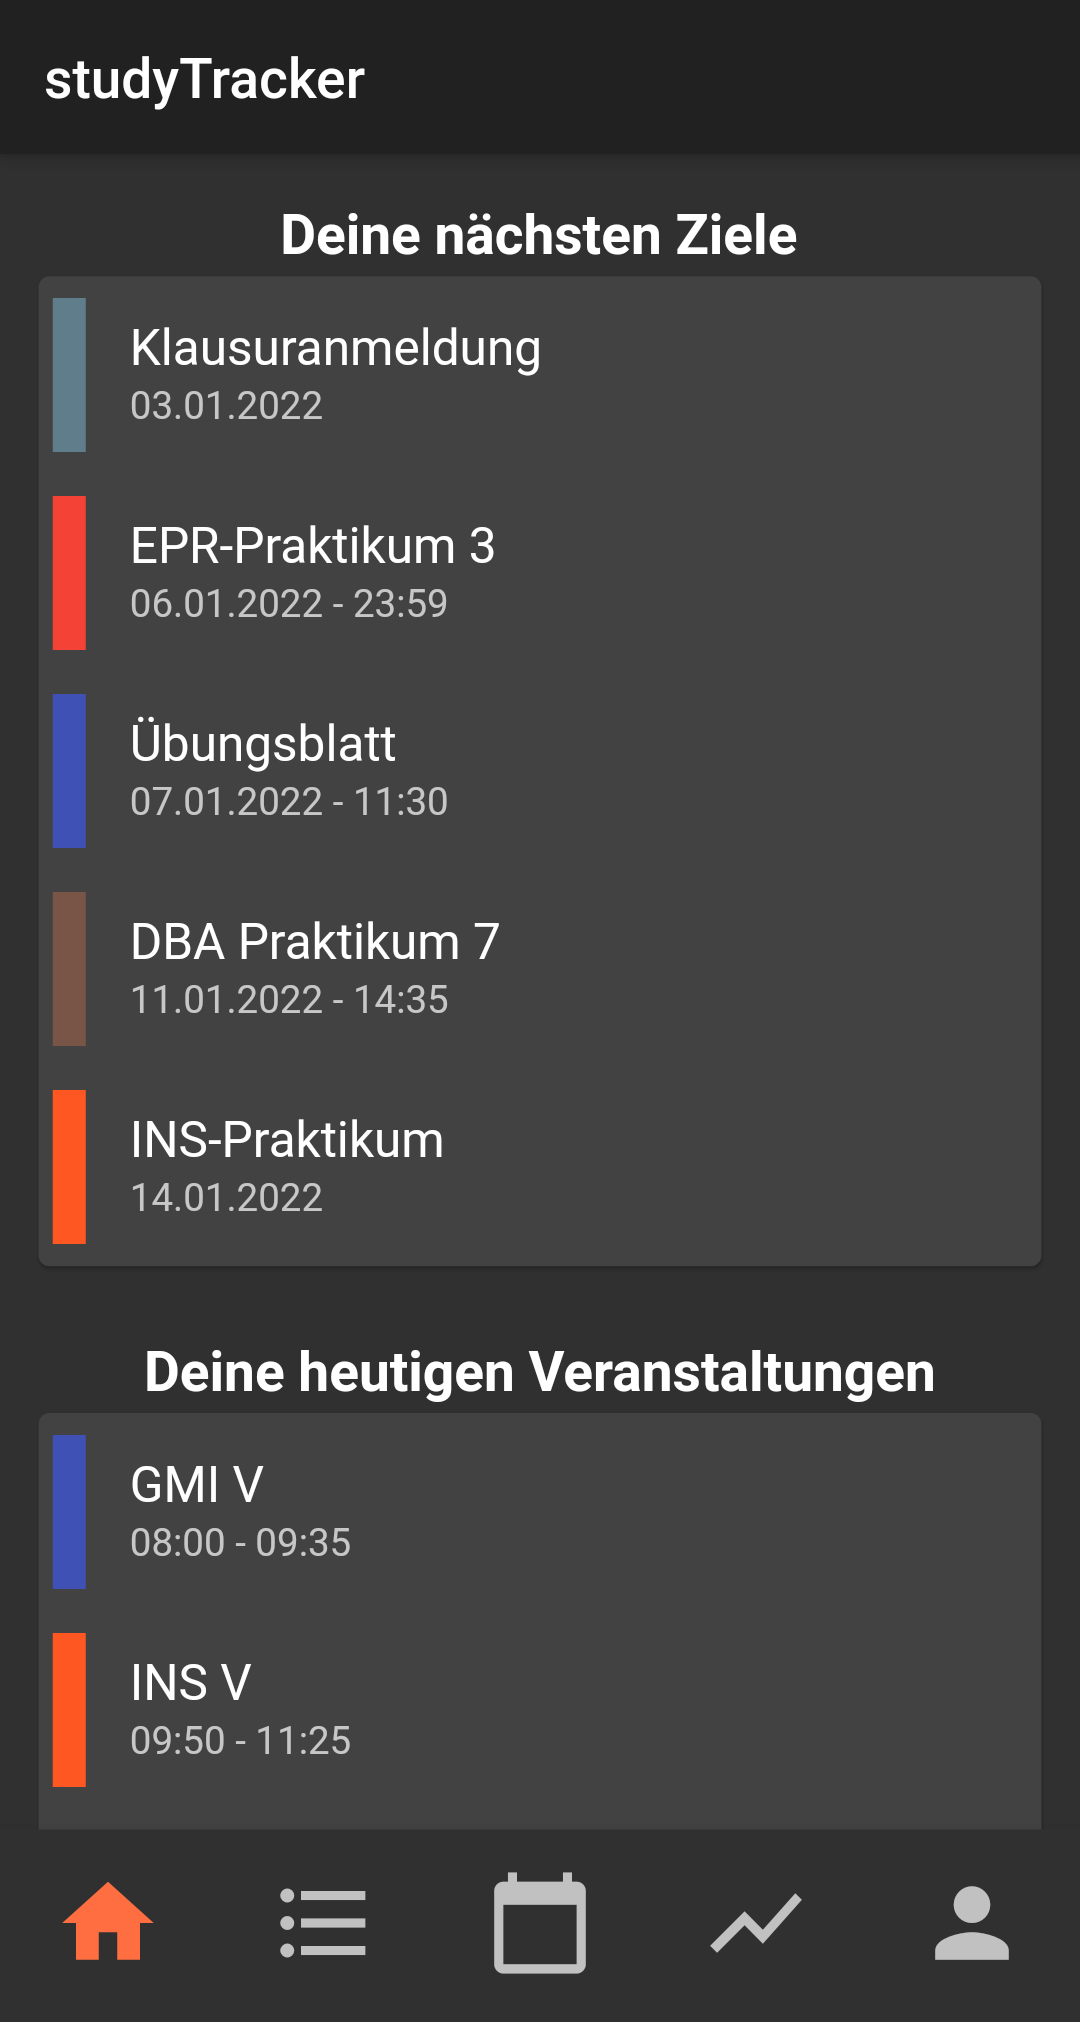 studyTracker
Deine nächsten Ziele
Klausuranmeldung
03.01.2022
EPR-Praktikum 3
06.01.2022 - 23:59
Übungsblatt
07.01.2022 - 11:30
DBA Praktikum 7
11.01.2022 - 14:35
INS-Praktikum
14.01.2022
Deine heutigen Veranstaltungen
GMI V
08:00 - 09:35
INS V
09:50 - 11:25